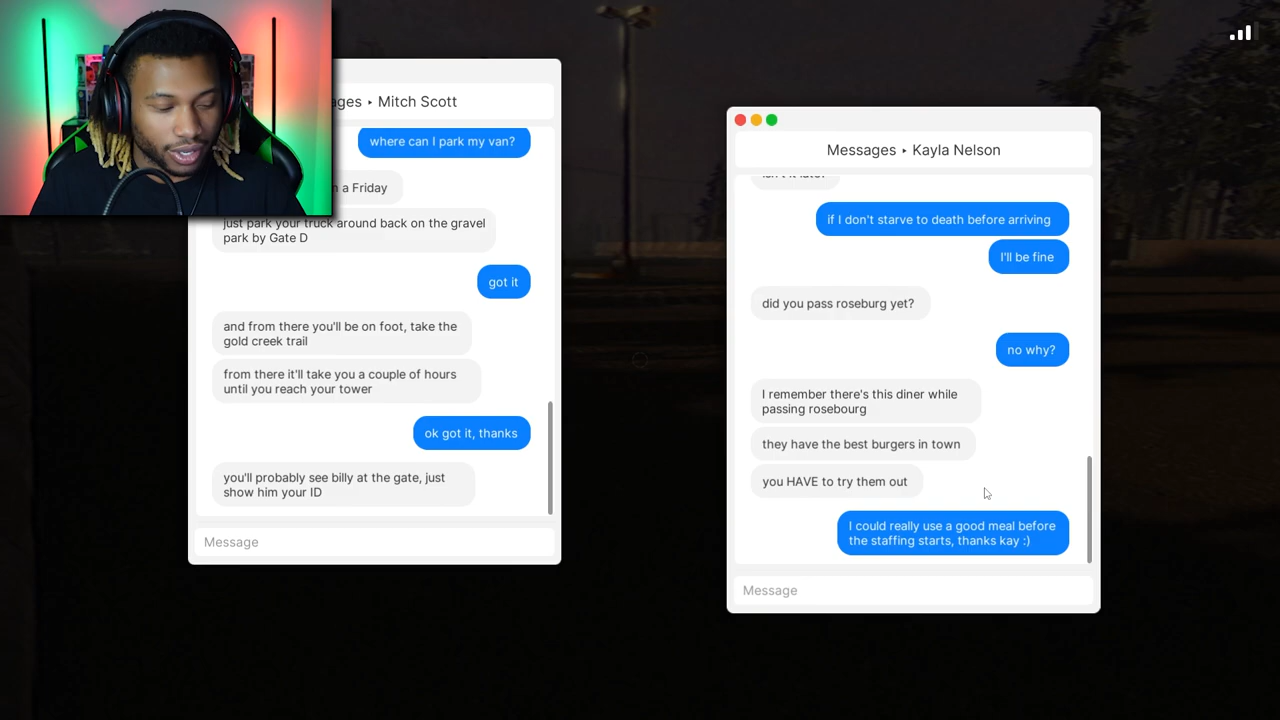 ages ▸ Mitch Scott
where can I park my van?
n a Friday
just park your truck around back on the gravel
park by Gate D
got it
and from there you'll be on foot, take the
gold creek trail
from there it'll take you a couple of hours
until you reach your tower
ok got it, thanks
you'll probably see billy at the gate, just
show him your ID
Message
Messages ▸ Kayla Nelson
isn't it late?
if I don't starve to death before arriving
I'll be fine
did you pass roseburg yet?
no why?
I remember there's this diner while
passing rosebourg
they have the best burgers in town
you HAVE to try them out
I could really use a good meal before
the staffing starts, thanks kay :)
Message